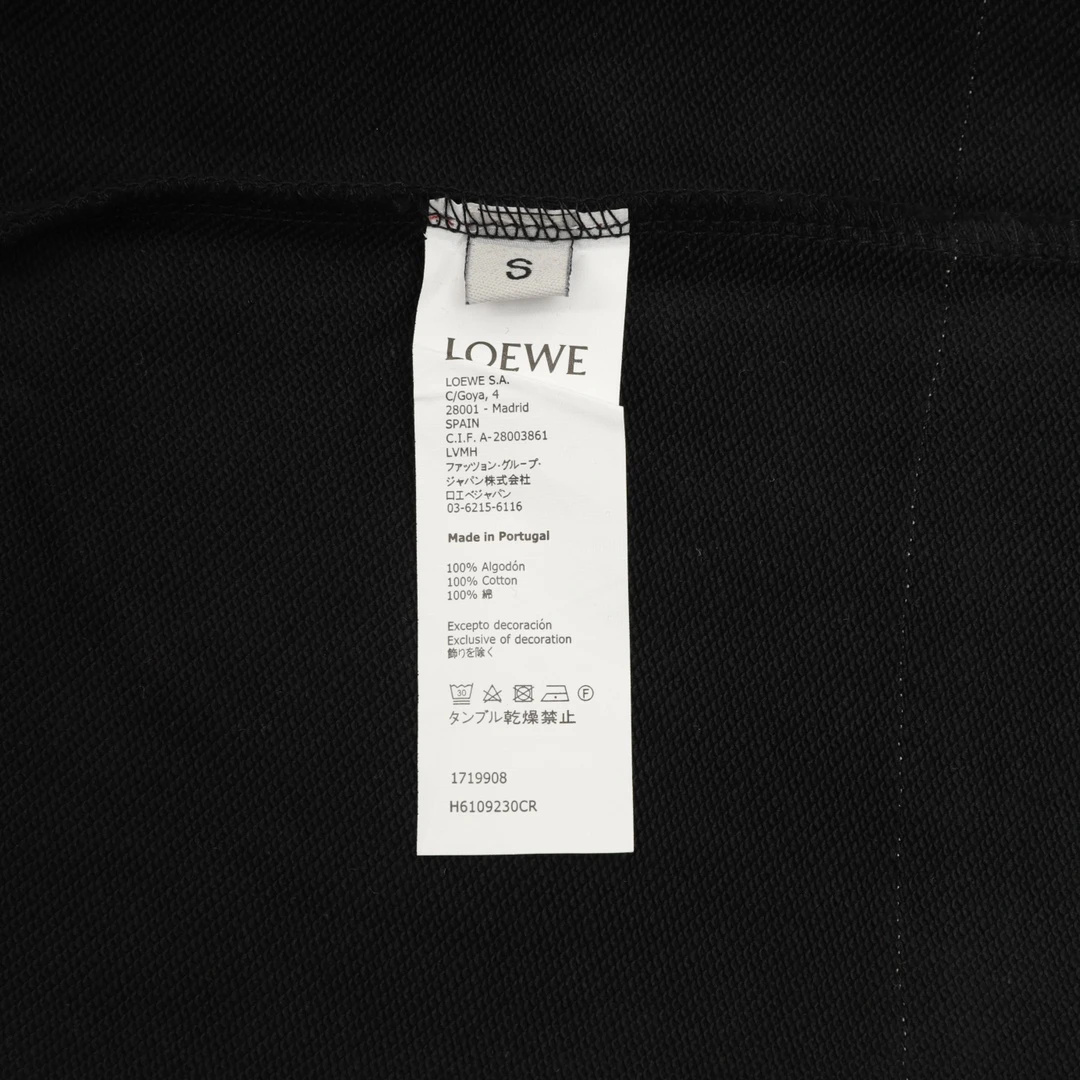 S
LOEWE
LOEWE S.A.
C/Goya, 4
28001 - Madrid
SPAIN
C.I.F. A-28003861
LVMH
ファッション・グループ・
ジャパン株式会社
ロエベジャパン
03-6215-6116
Made in Portugal
100% Algodón
100% Cotton
100% 綿
Excepto decoración
Exclusive of decoration
飾りを除く
30 F
タンブル乾燥禁止
1719908
H6109230CR